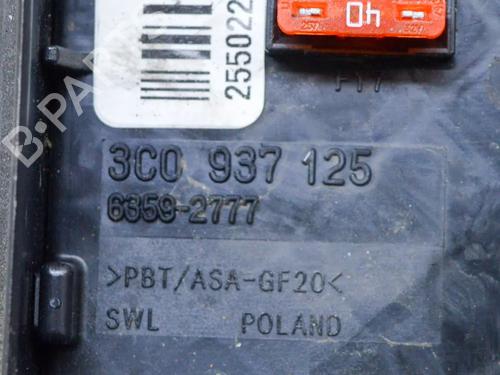 255022
40
F17
B-PARTS
3C0 937 125
6359-2777
>PBT/ASA-GF20<
SWL POLAND